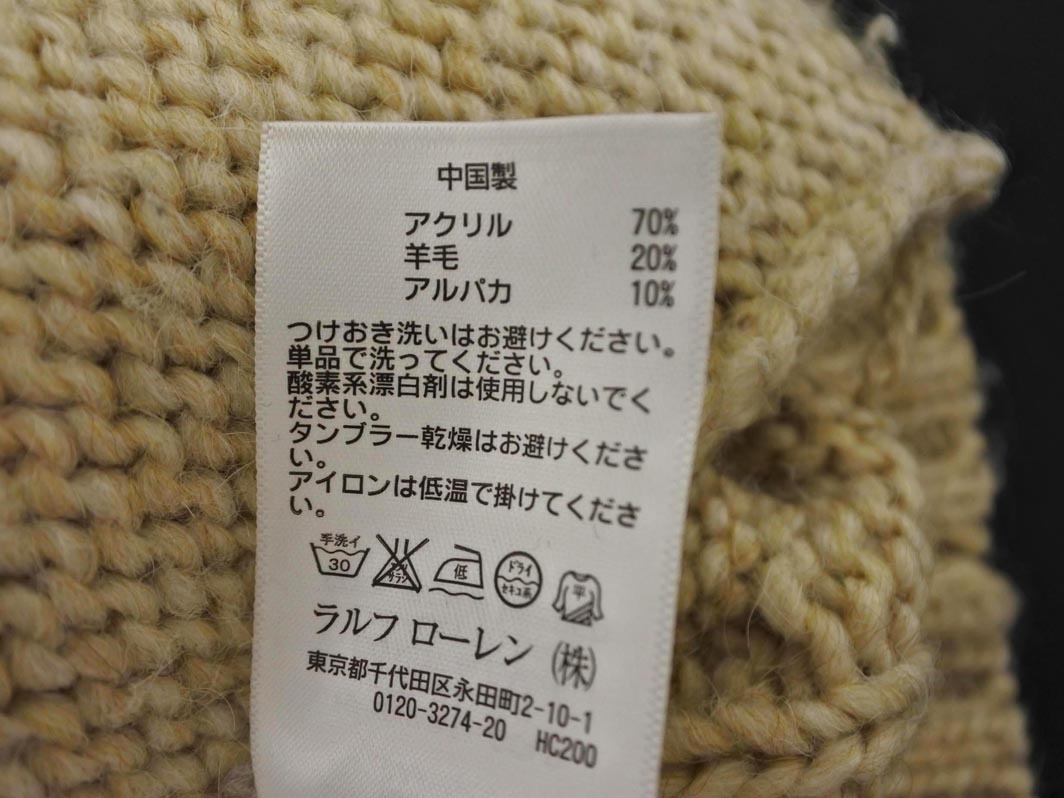 中国製
アクリル 70%
羊毛 20%
アルパカ 10%
つけおき洗いはお避けください。
単品で洗ってください。
酸素系漂白剤は使用しないでく
ださい。
タンブラー乾燥はお避けくださ
い。
アイロンは低温で掛けてくださ
い。
手洗イ 30 エンソサラシ 低 ドライ セキユ系 平
ラルフ ローレン (株)
東京都千代田区永田町2-10-1
0120-3274-20 HC200